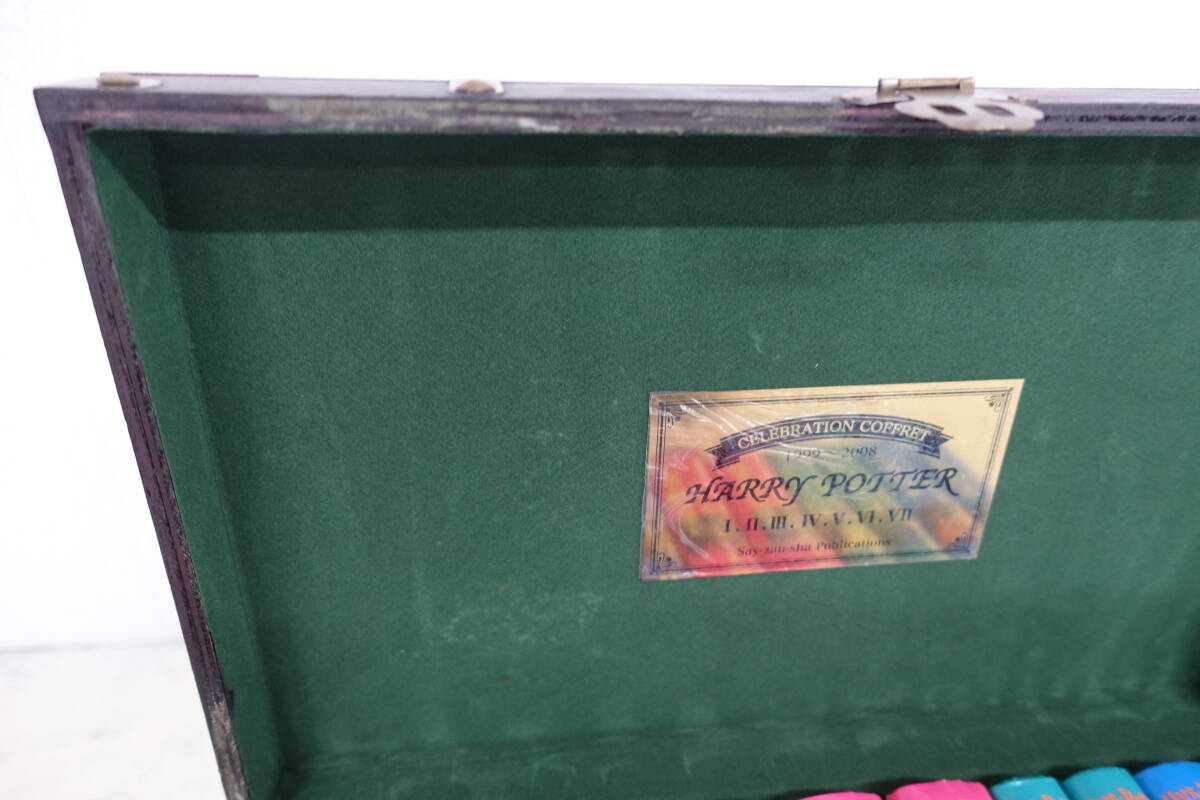 CELEBRATION COFFRET
1999～2008
HARRY POTTER
I.II.III.IV.V.VI.VII
Say-zan-sha Publications